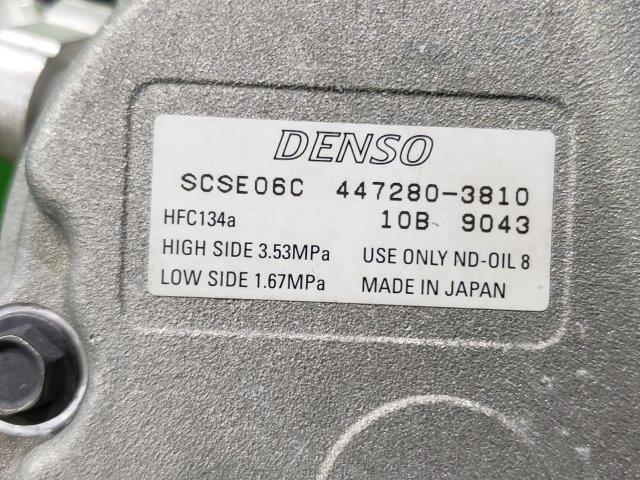 DENSO
SCSE06C 447280-3810
HFC134a 10B 9043
HIGH SIDE 3.53MPa USE ONLY ND-OIL 8
LOW SIDE 1.67MPa MADE IN JAPAN